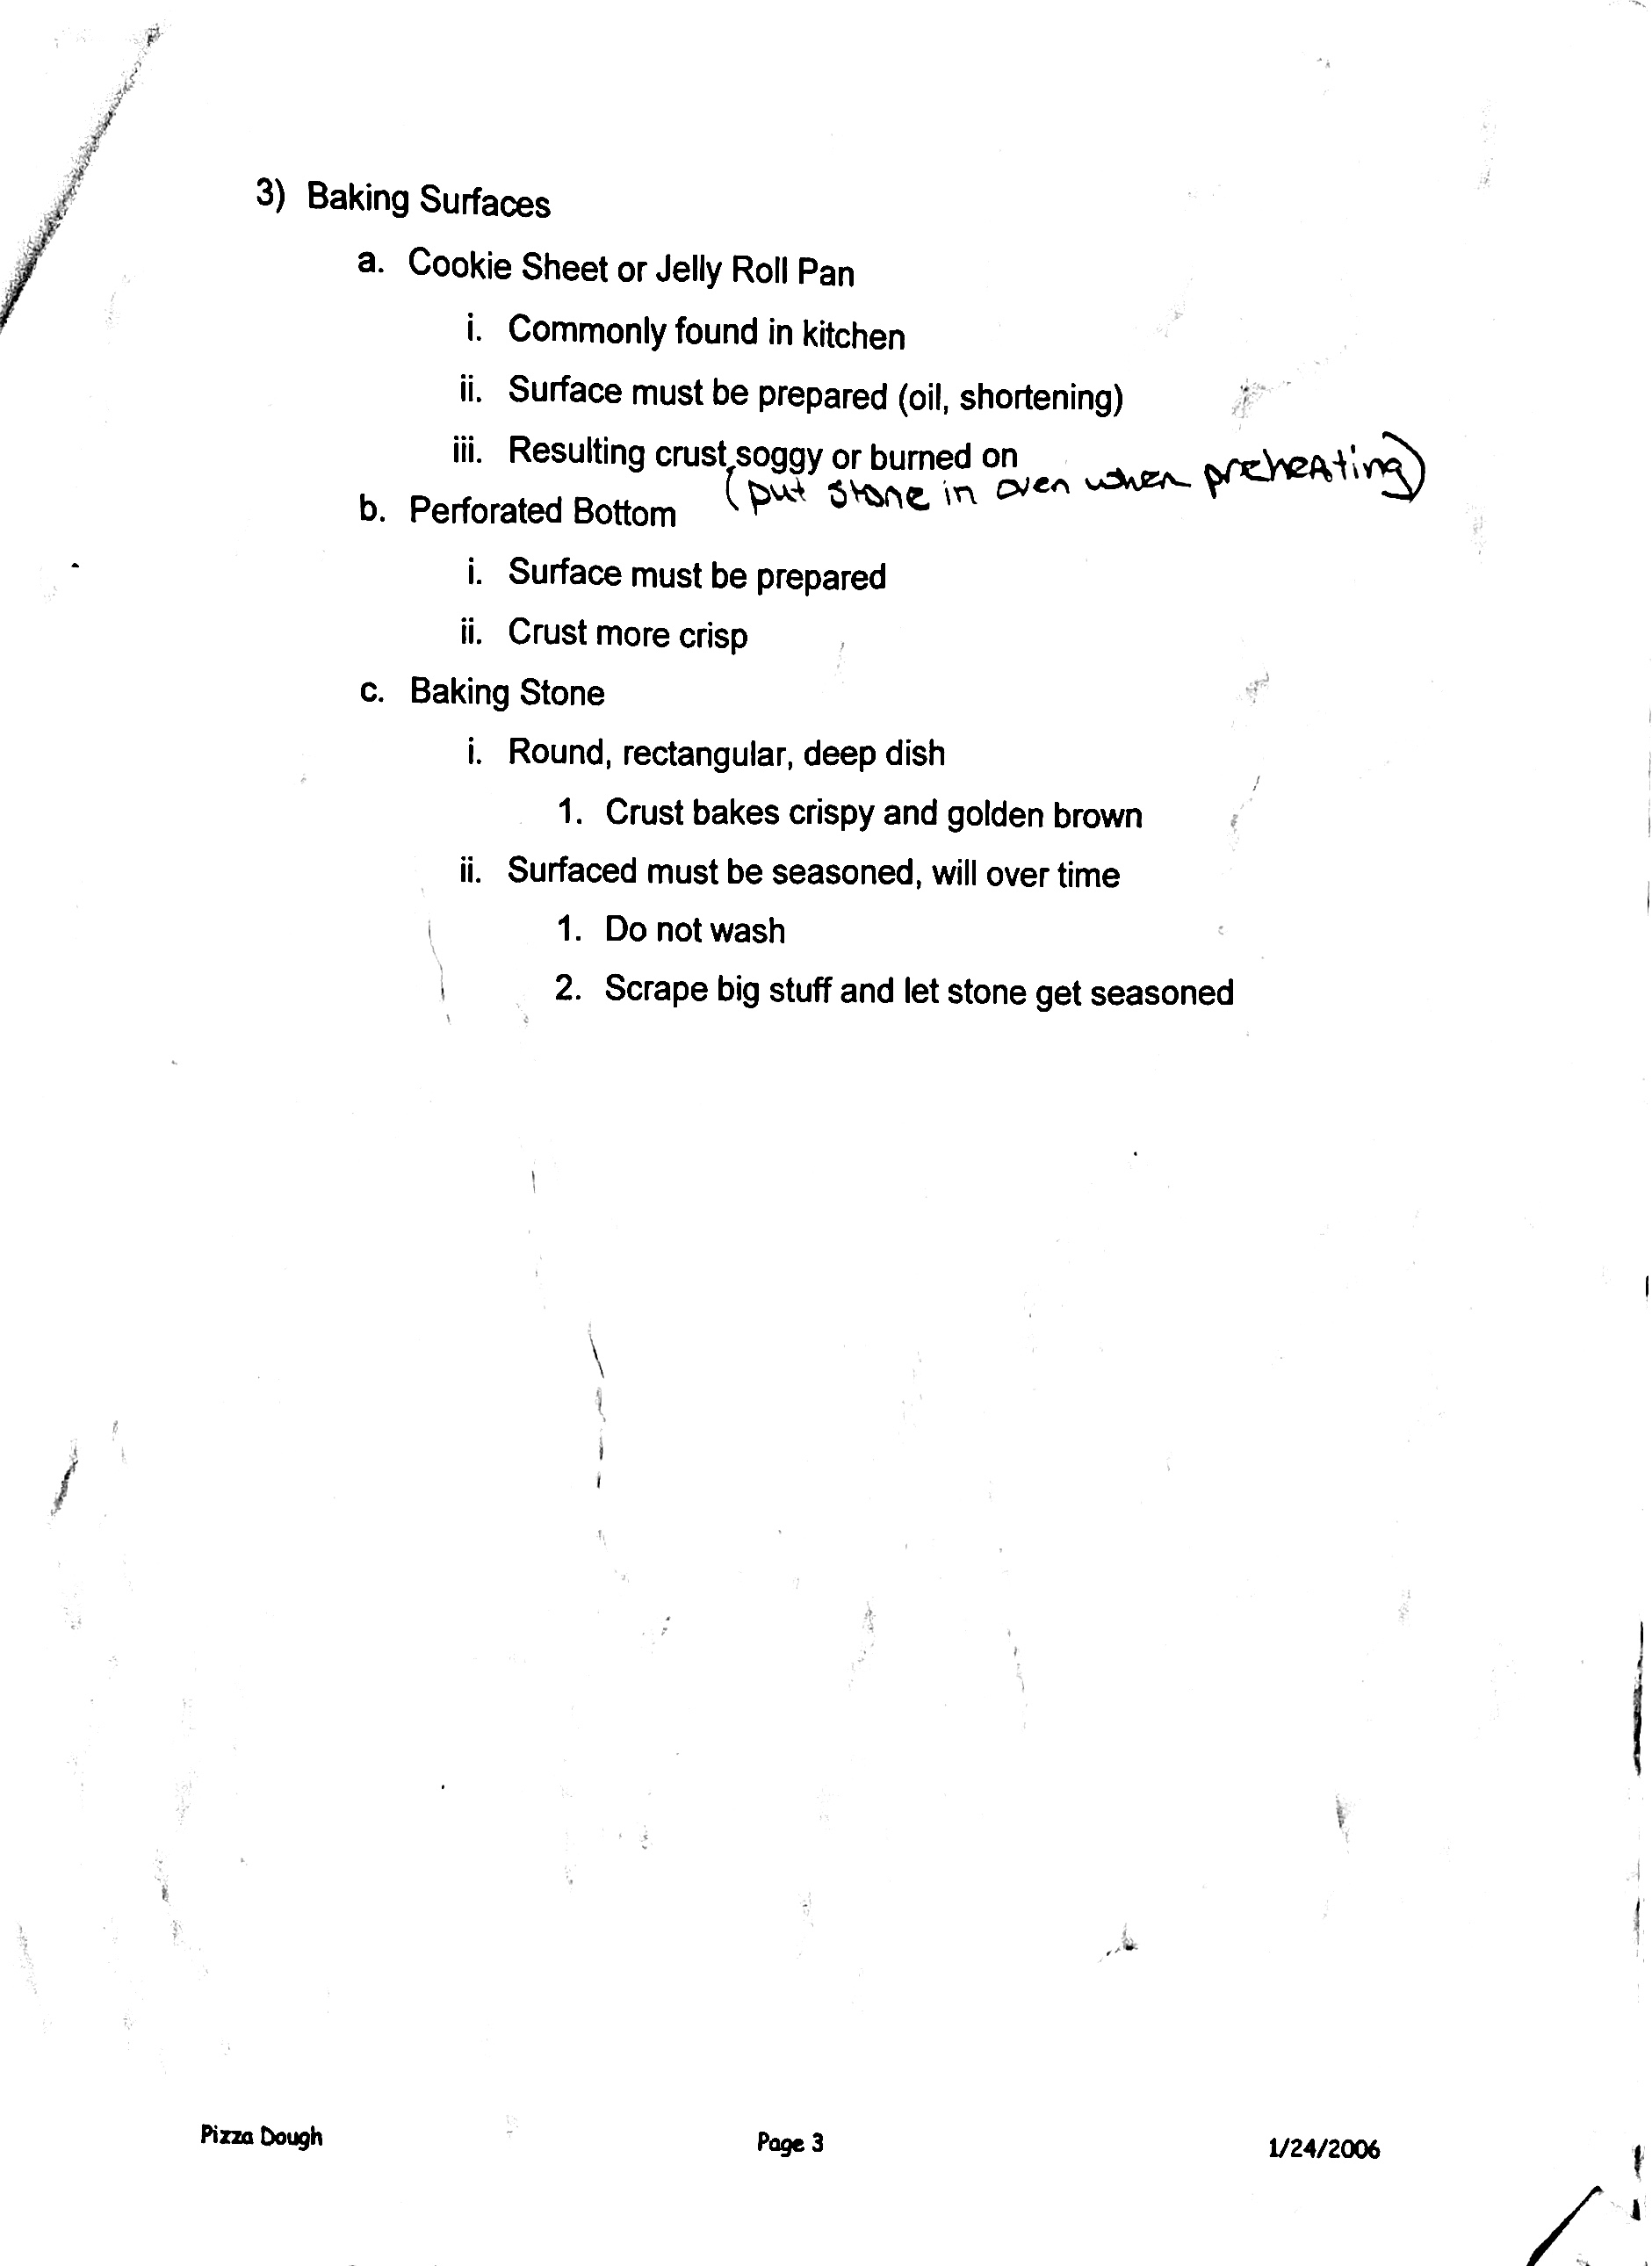 3) Baking Surfaces
a. Cookie Sheet or Jelly Roll Pan
i. Commonly found in kitchen
ii. Surface must be prepared (oil, shortening)
iii. Resulting crust, soggy or burned on
(put stone in oven when preheating)
b. Perforated Bottom
i. Surface must be prepared
ii. Crust more crisp
c. Baking Stone
i. Round, rectangular, deep dish
1. Crust bakes crispy and golden brown
ii. Surfaced must be seasoned, will over time
1. Do not wash
2. Scrape big stuff and let stone get seasoned
Pizza Dough Page 3 1/24/2006